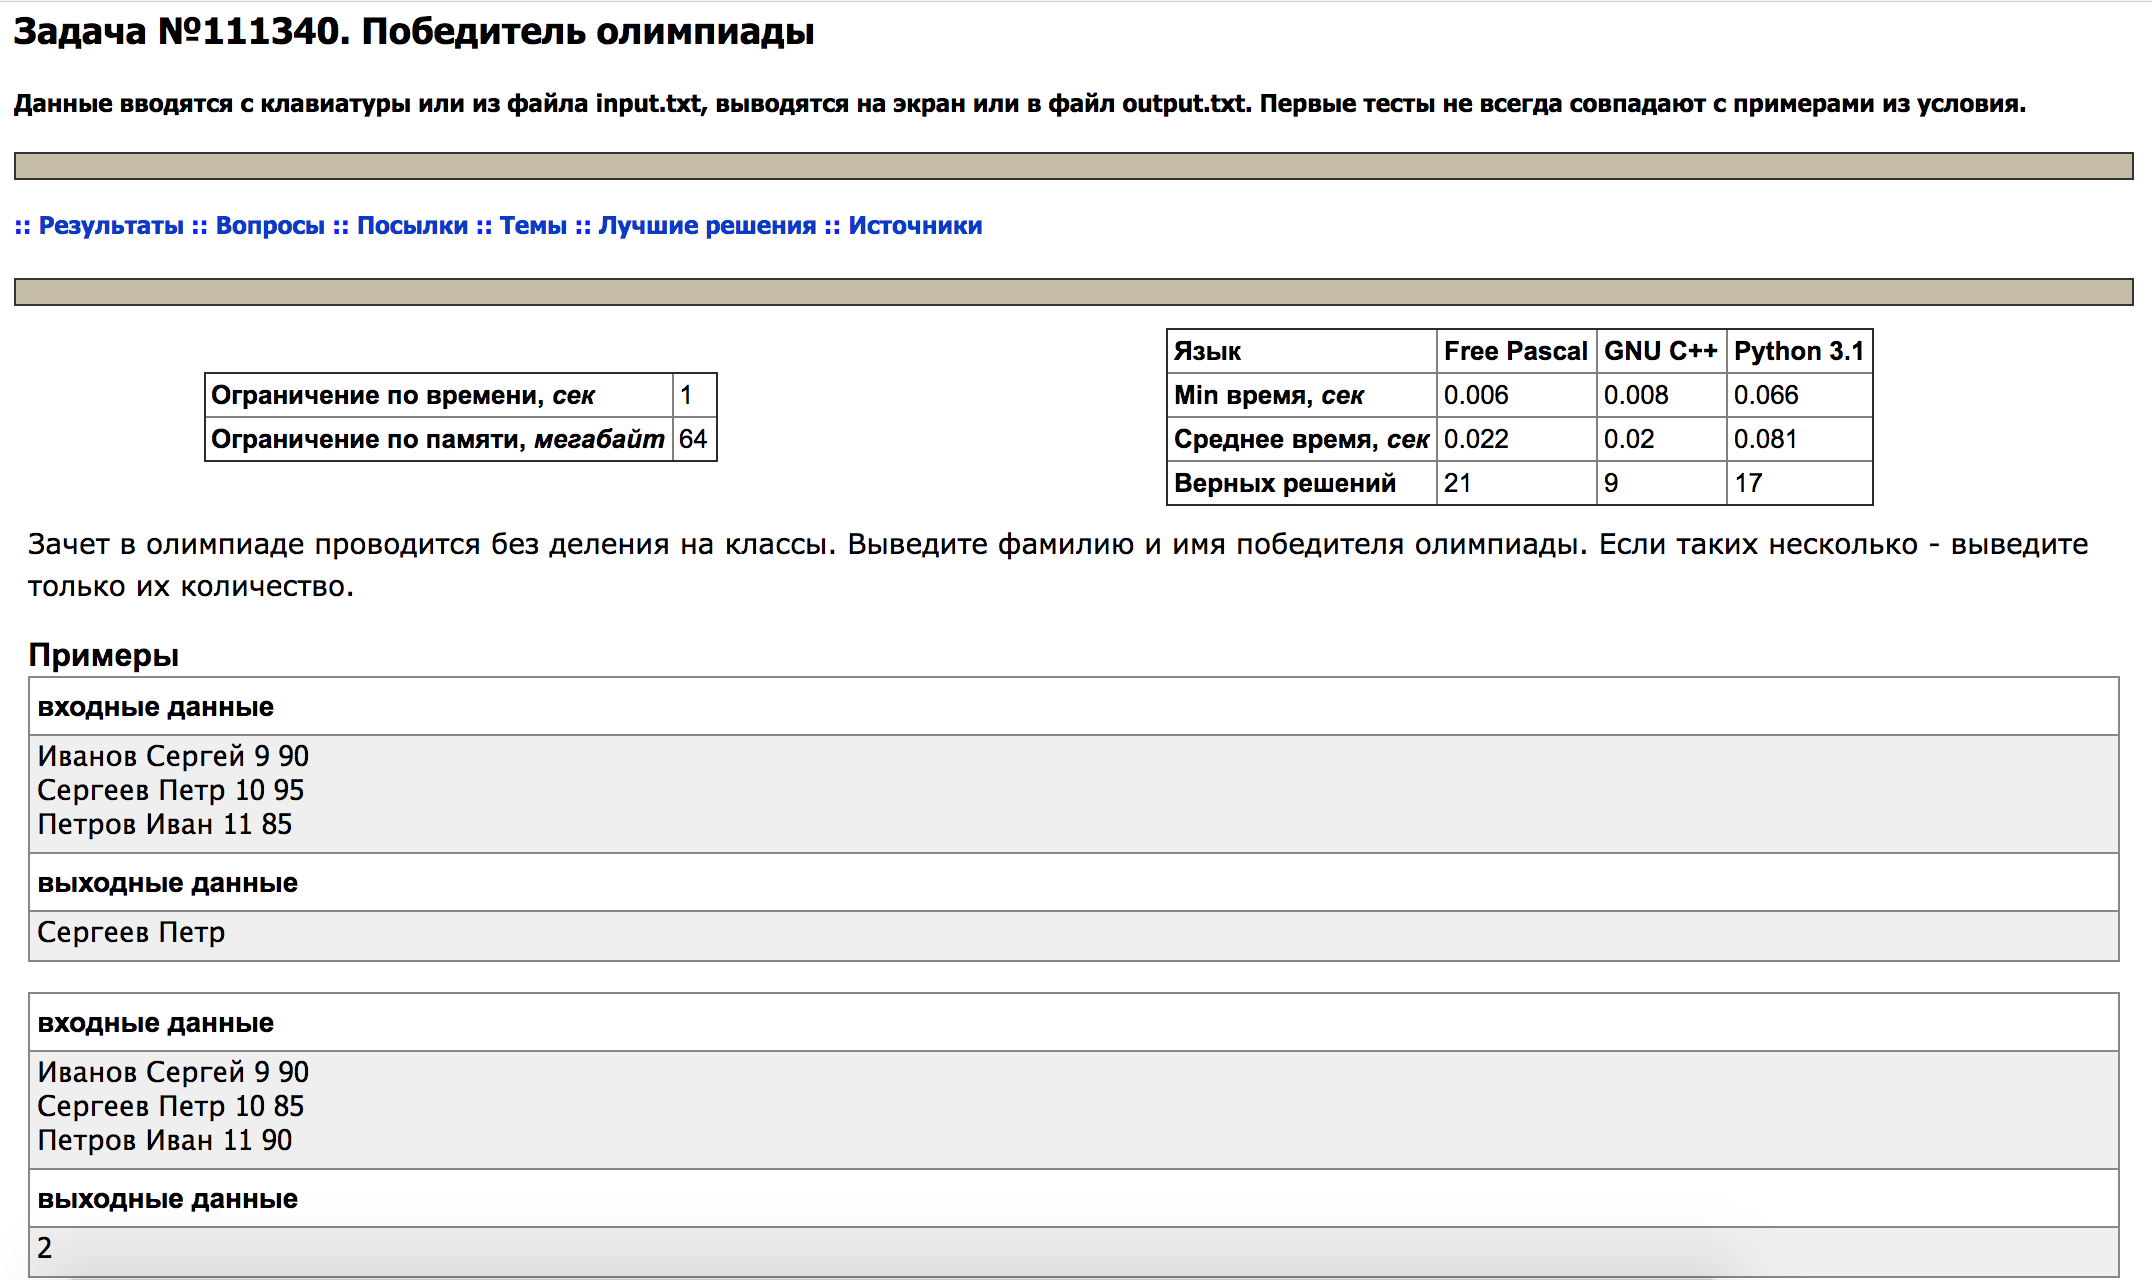 Задача №111340. Победитель олимпиады
Данные вводятся с клавиатуры или из файла input.txt, выводятся на экран или в файл output.txt. Первые тесты не всегда совпадают с примерами из условия.
:: Результаты :: Вопросы :: Посылки :: Темы :: Лучшие решения :: Источники
Ограничение по времени, сек 1
Ограничение по памяти, мегабайт 64
Язык Free Pascal GNU C++ Python 3.1
Min время, сек 0.006 0.008 0.066
Среднее время, сек 0.022 0.02 0.081
Верных решений 21 9 17
Зачет в олимпиаде проводится без деления на классы. Выведите фамилию и имя победителя олимпиады. Если таких несколько - выведите
только их количество.
Примеры
входные данные
Иванов Сергей 9 90
Сергеев Петр 10 95
Петров Иван 11 85
выходные данные
Сергеев Петр
входные данные
Иванов Сергей 9 90
Сергеев Петр 10 85
Петров Иван 11 90
выходные данные
2